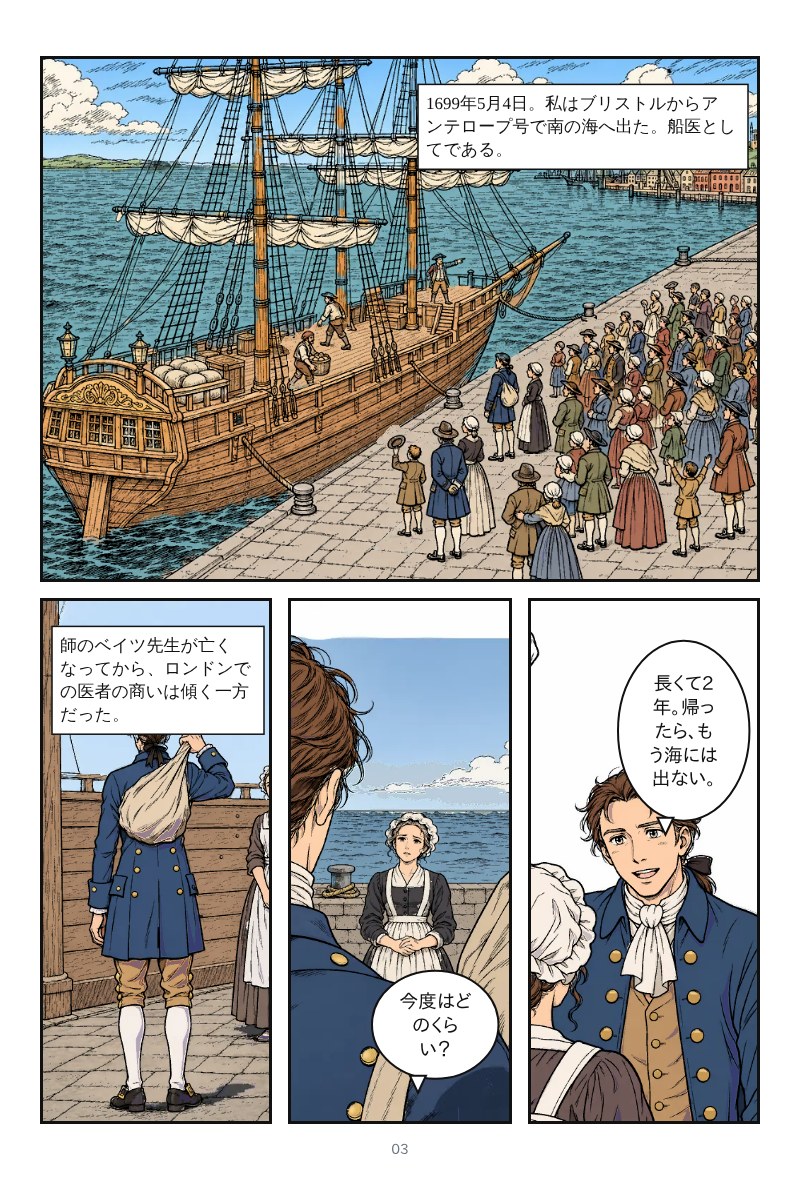 1699年5月4日。私はブリストルからア
ンテロープ号で南の海へ出た。船医とし
てである。
師のベイツ先生が亡く
なってから、ロンドンで
の医者の商いは傾く一方
だった。
今度はど
のくら
い？
長くて2
年。帰っ
たら、も
う海には
出ない。
03